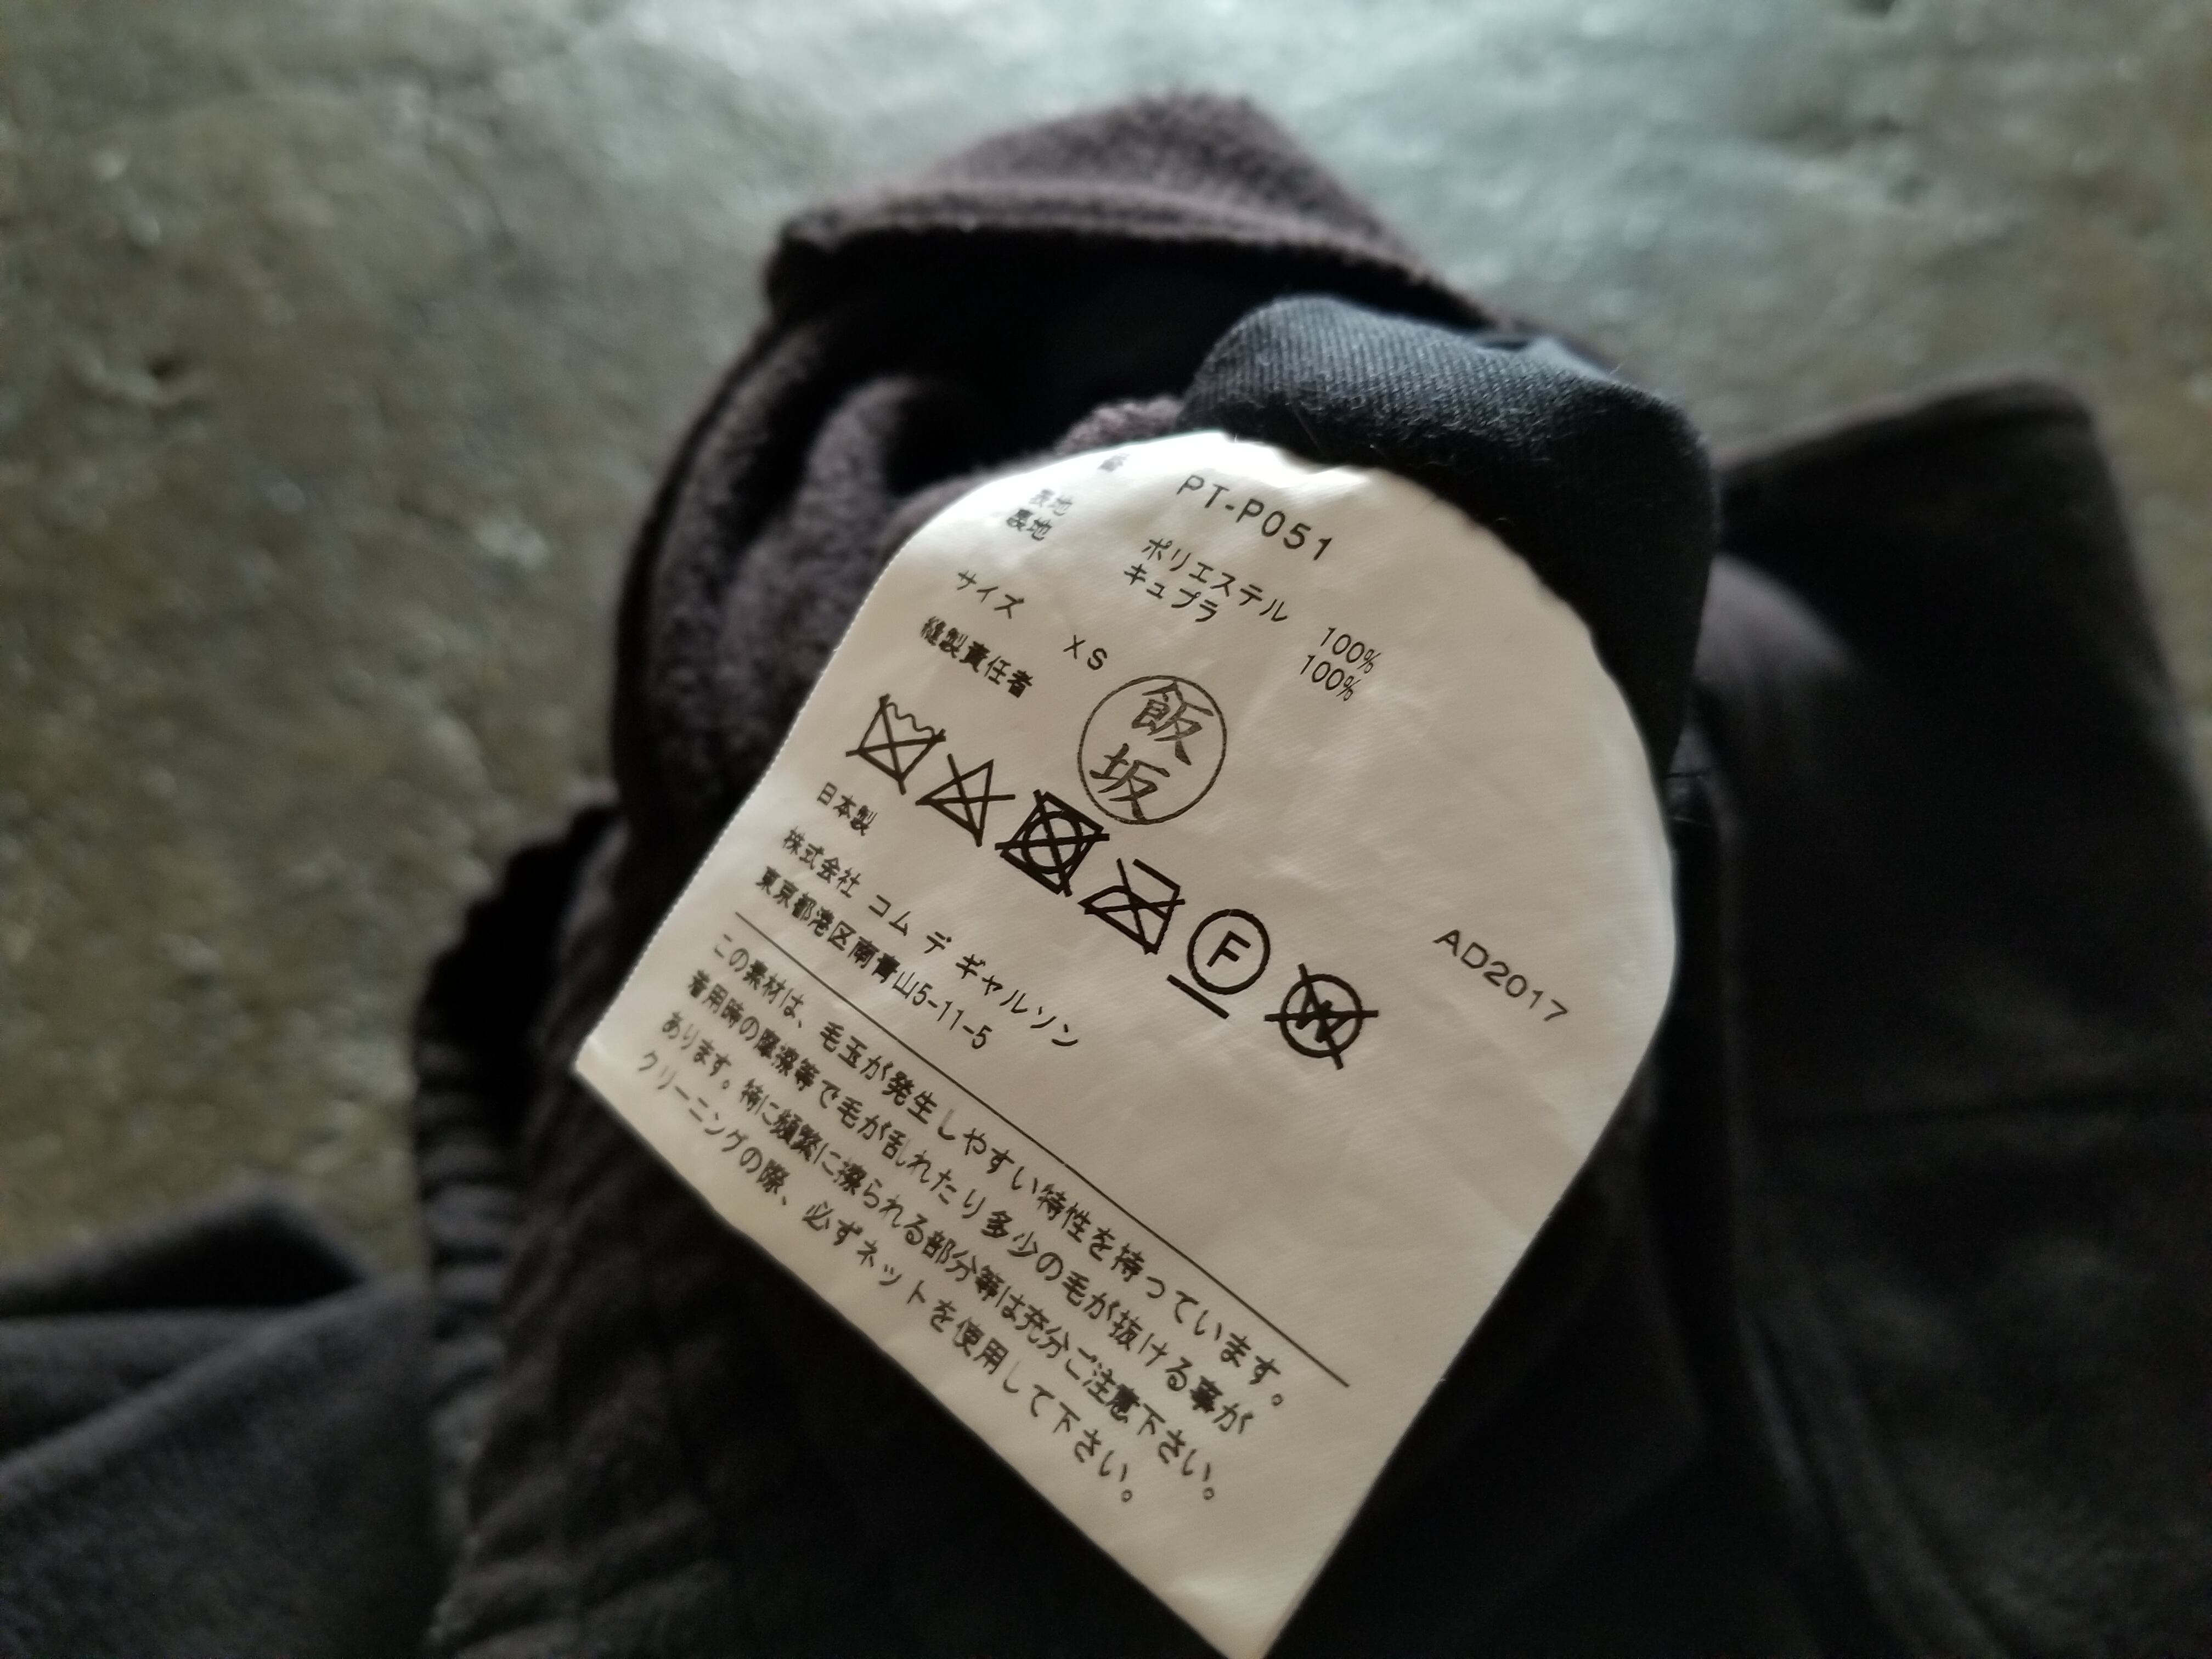 PT-P051
表地 ポリエステル 100%
裏地 キュプラ 100%
サイズ XS
縫製責任者 飯坂
F
W
日本製 AD2017
株式会社 コム デ ギャルソン
東京都港区南青山5-11-5
この素材は、毛玉が発生しやすい特性を持っています。
着用時の摩擦等で毛が乱れたり多少の毛が抜ける事が
あります。特に頻繁に擦られる部分等は充分ご注意下さい。
クリーニングの際、必ずネットを使用して下さい。